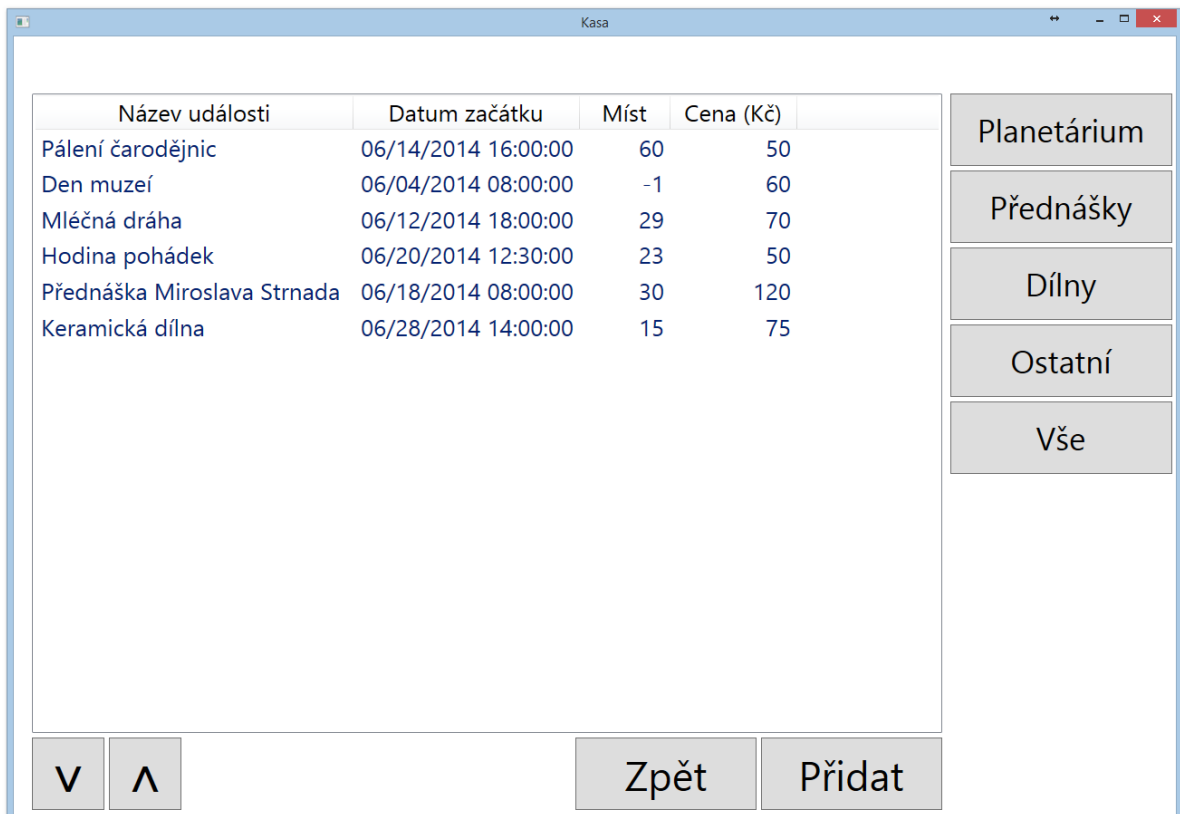 Kasa
Název události Datum začátku Míst Cena (Kč)
Pálení čarodějnic 06/14/2014 16:00:00 60 50
Den muzeí 06/04/2014 08:00:00 -1 60
Mléčná dráha 06/12/2014 18:00:00 29 70
Hodina pohádek 06/20/2014 12:30:00 23 50
Přednáška Miroslava Strnada 06/18/2014 08:00:00 30 120
Keramická dílna 06/28/2014 14:00:00 15 75
Planetárium
Přednášky
Dílny
Ostatní
Vše
Zpět Přidat